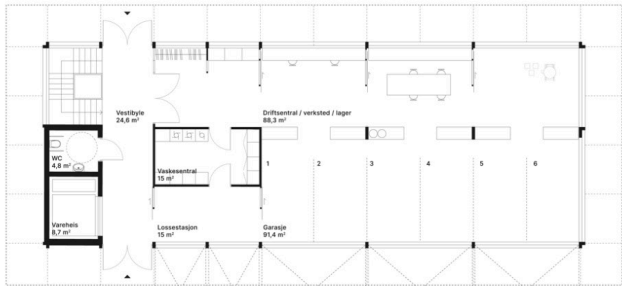 Vestibyle
24,6 m²
Driftsentral / verksted / lager
88,3 m²
WC
4,8 m²
Vaskesentral
15 m²
1
2
3
4
5
6
Vareheis
8,7 m²
Lossestasjon
15 m²
Garasje
91,4 m²